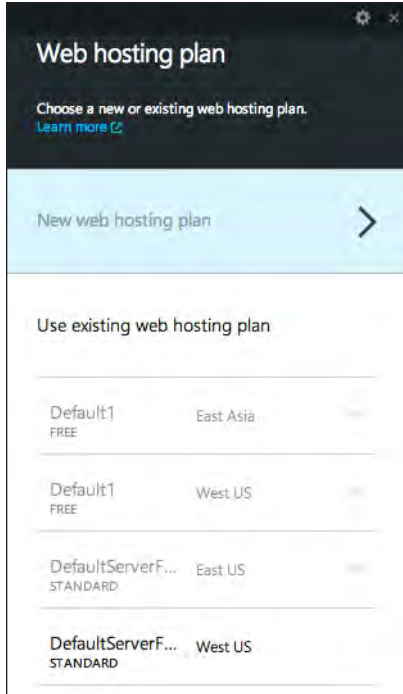 Web hosting plan
Choose a new or existing web hosting plan.
Learn more
New web hosting plan
Use existing web hosting plan
Default1 East Asia
FREE
Default1 West US
FREE
DefaultServerF... East US
STANDARD
DefaultServerF... West US
STANDARD